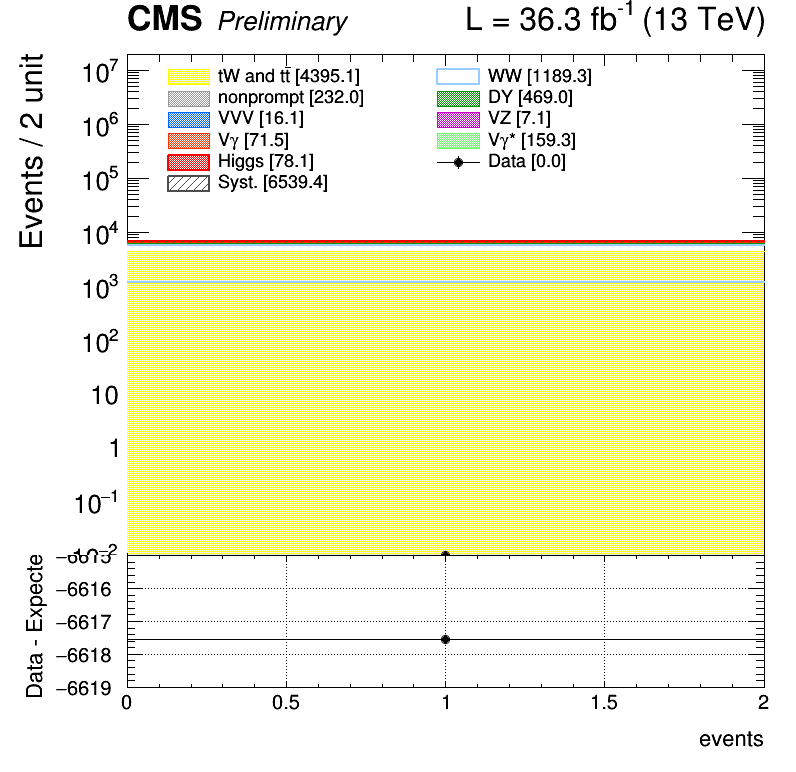 CMS Preliminary L = 36.3 fb⁻¹ (13 TeV)
Events / 2 unit
10⁷
10⁶
10⁵
10⁴
10³
10²
10
1
10⁻¹
tW and tt̄ [4395.1]
nonprompt [232.0]
VVV [16.1]
Vγ [71.5]
Higgs [78.1]
Syst. [6539.4]
WW [1189.3]
DY [469.0]
VZ [7.1]
Vγ* [159.3]
Data [0.0]
Data - Expecte
−6616
−6617
−6618
−6619
0 0.5 1 1.5 2
events